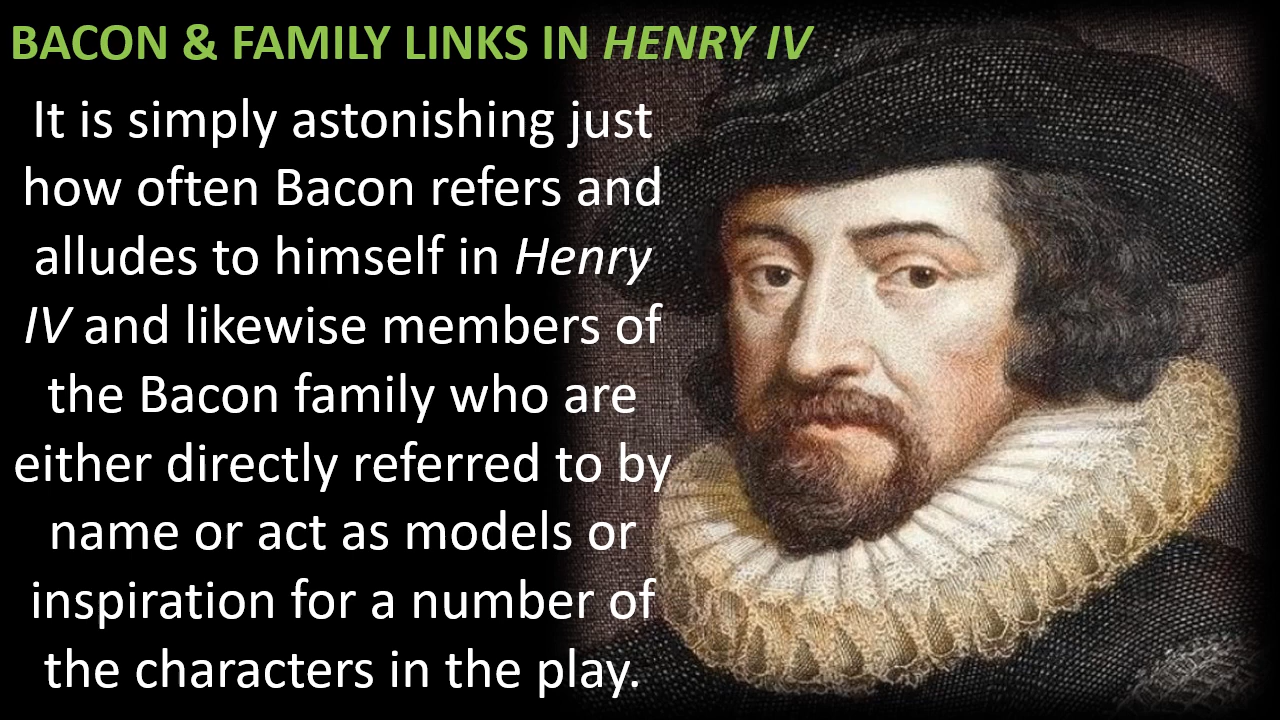 BACON & FAMILY LINKS IN HENRY IV
It is simply astonishing just
how often Bacon refers and
alludes to himself in Henry
IV and likewise members of
the Bacon family who are
either directly referred to by
name or act as models or
inspiration for a number of
the characters in the play.